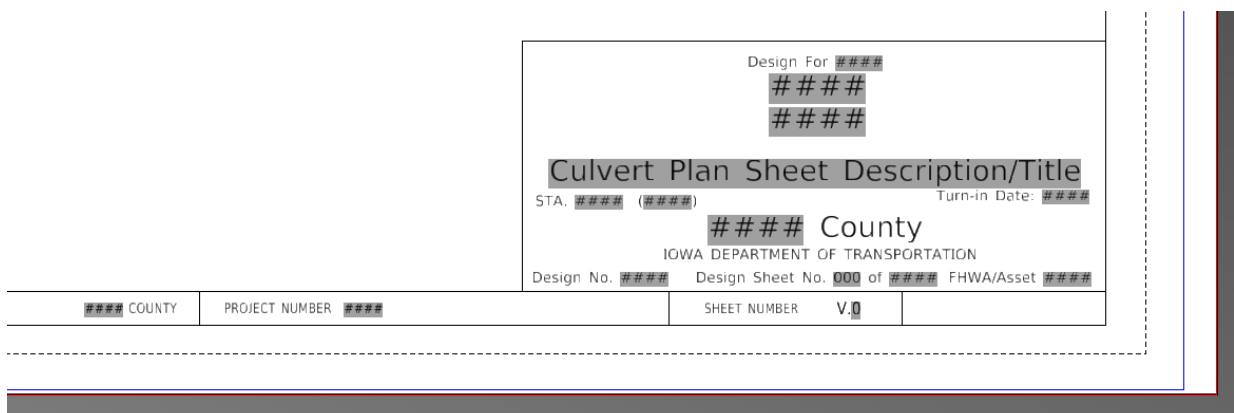 Design For ####
####
####
Culvert Plan Sheet Description/Title
STA. #### (####) Turn-in Date: ####
#### County
IOWA DEPARTMENT OF TRANSPORTATION
Design No. #### Design Sheet No. 000 of #### FHWA/Asset ####
#### COUNTY PROJECT NUMBER #### SHEET NUMBER V.0